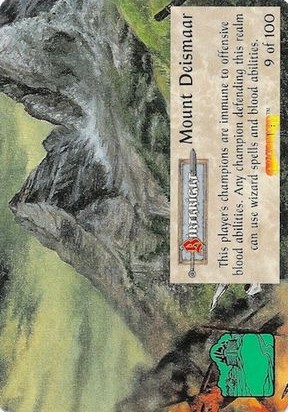 BIRTHRIGHT
Mount Deismaar
This player's champions are immune to offensive
blood abilities. Any champion defending this realm
can use wizard spells and blood abilities.
9 of 100